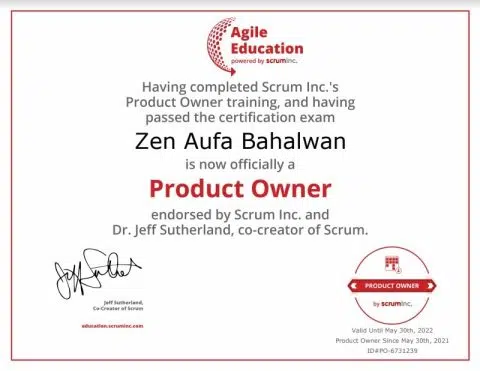 Agile
Education
powered by scruminc.
Having completed Scrum Inc.'s
Product Owner training, and having
passed the certification exam
Zen Aufa Bahalwan
is now officially a
Product Owner
endorsed by Scrum Inc. and
Dr. Jeff Sutherland, co-creator of Scrum.
Jeff Sutherland
Jeff Sutherland,
Co-Creator of Scrum
education.scruminc.com
PRODUCT OWNER
by scruminc.
Valid Until May 30th, 2022
Product Owner Since May 30th, 2021
ID#PO-6731239